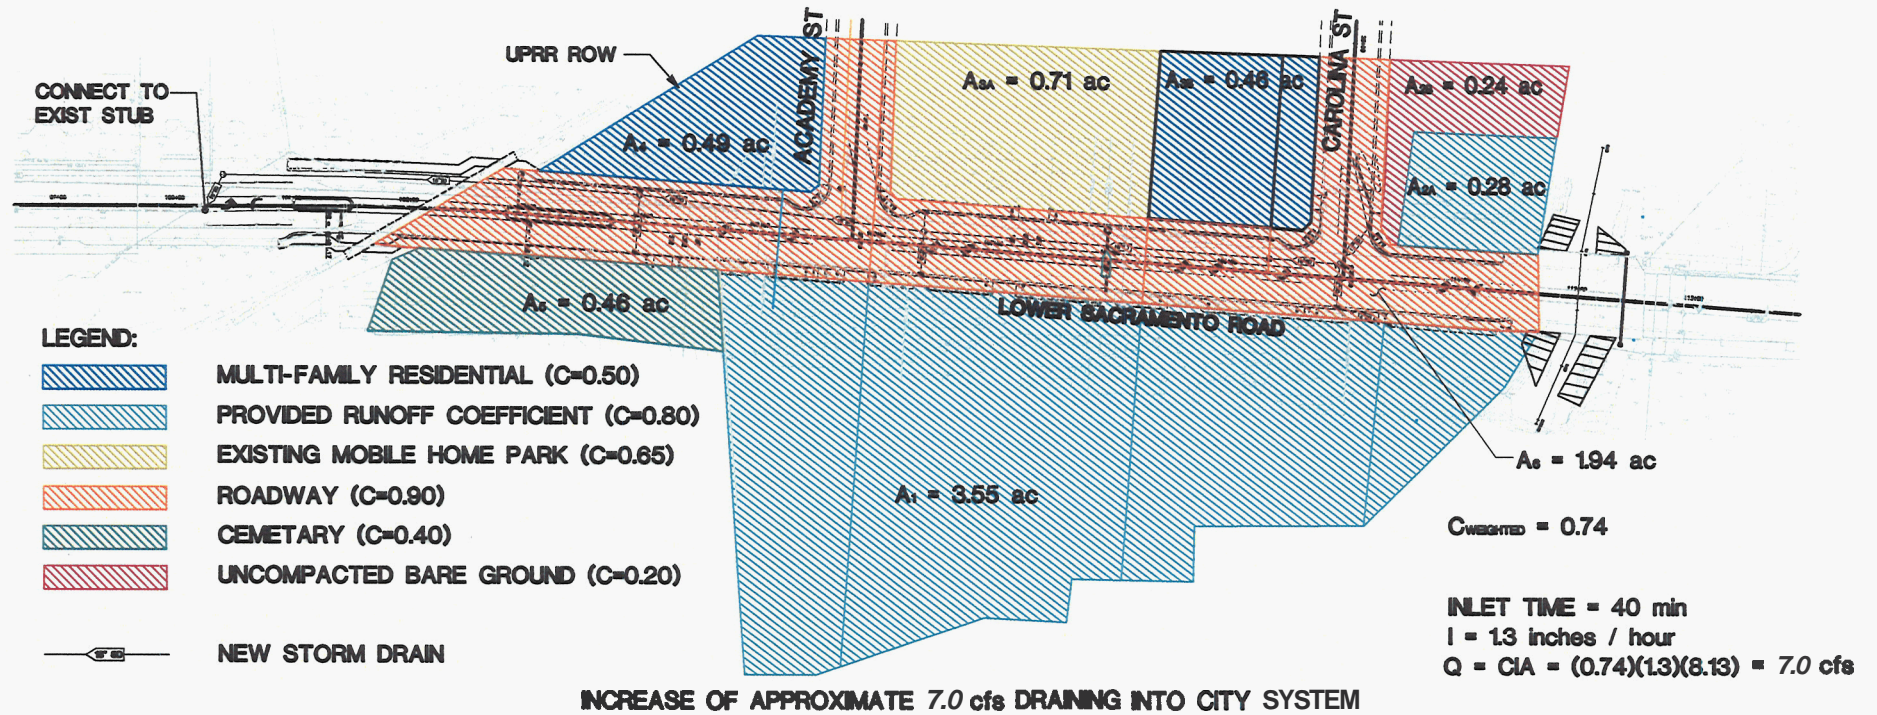 UPRR ROW
ACADEMY ST
CAROLINA ST
CONNECT TO
EXIST STUB
A3A = 0.71 ac
A3B = 0.46 ac
A2B = 0.24 ac
A4 = 0.49 ac
A2A = 0.28 ac
A5 = 0.46 ac
LOWER SACRAMENTO ROAD
LEGEND:
MULTI-FAMILY RESIDENTIAL (C=0.50)
PROVIDED RUNOFF COEFFICIENT (C=0.80)
EXISTING MOBILE HOME PARK (C=0.65)
ROADWAY (C=0.90)
CEMETARY (C=0.40)
UNCOMPACTED BARE GROUND (C=0.20)
NEW STORM DRAIN
A1 = 3.55 ac
A6 = 1.94 ac
CWEIGHTED = 0.74
INLET TIME = 40 min
I = 1.3 inches / hour
Q = CIA = (0.74)(1.3)(8.13) = 7.0 cfs
INCREASE OF APPROXIMATE 7.0 cfs DRAINING INTO CITY SYSTEM